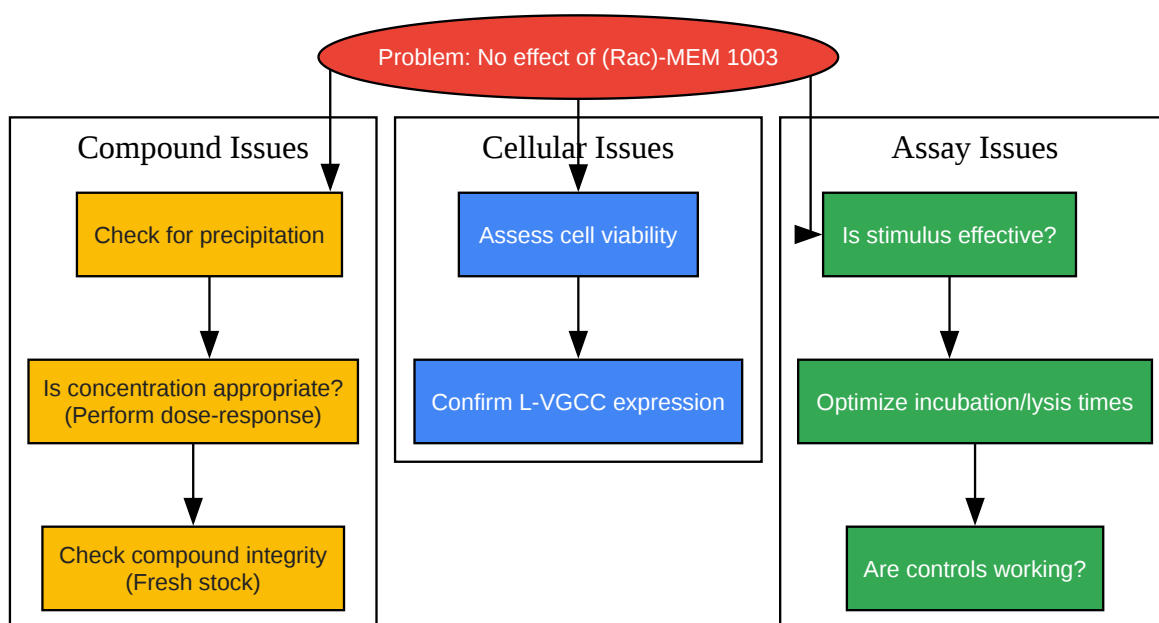 Problem: No effect of (Rac)-MEM 1003
Compound Issues
Check for precipitation
Is concentration appropriate?
(Perform dose-response)
Check compound integrity
(Fresh stock)
Cellular Issues
Assess cell viability
Confirm L-VGCC expression
Assay Issues
Is stimulus effective?
Optimize incubation/lysis times
Are controls working?